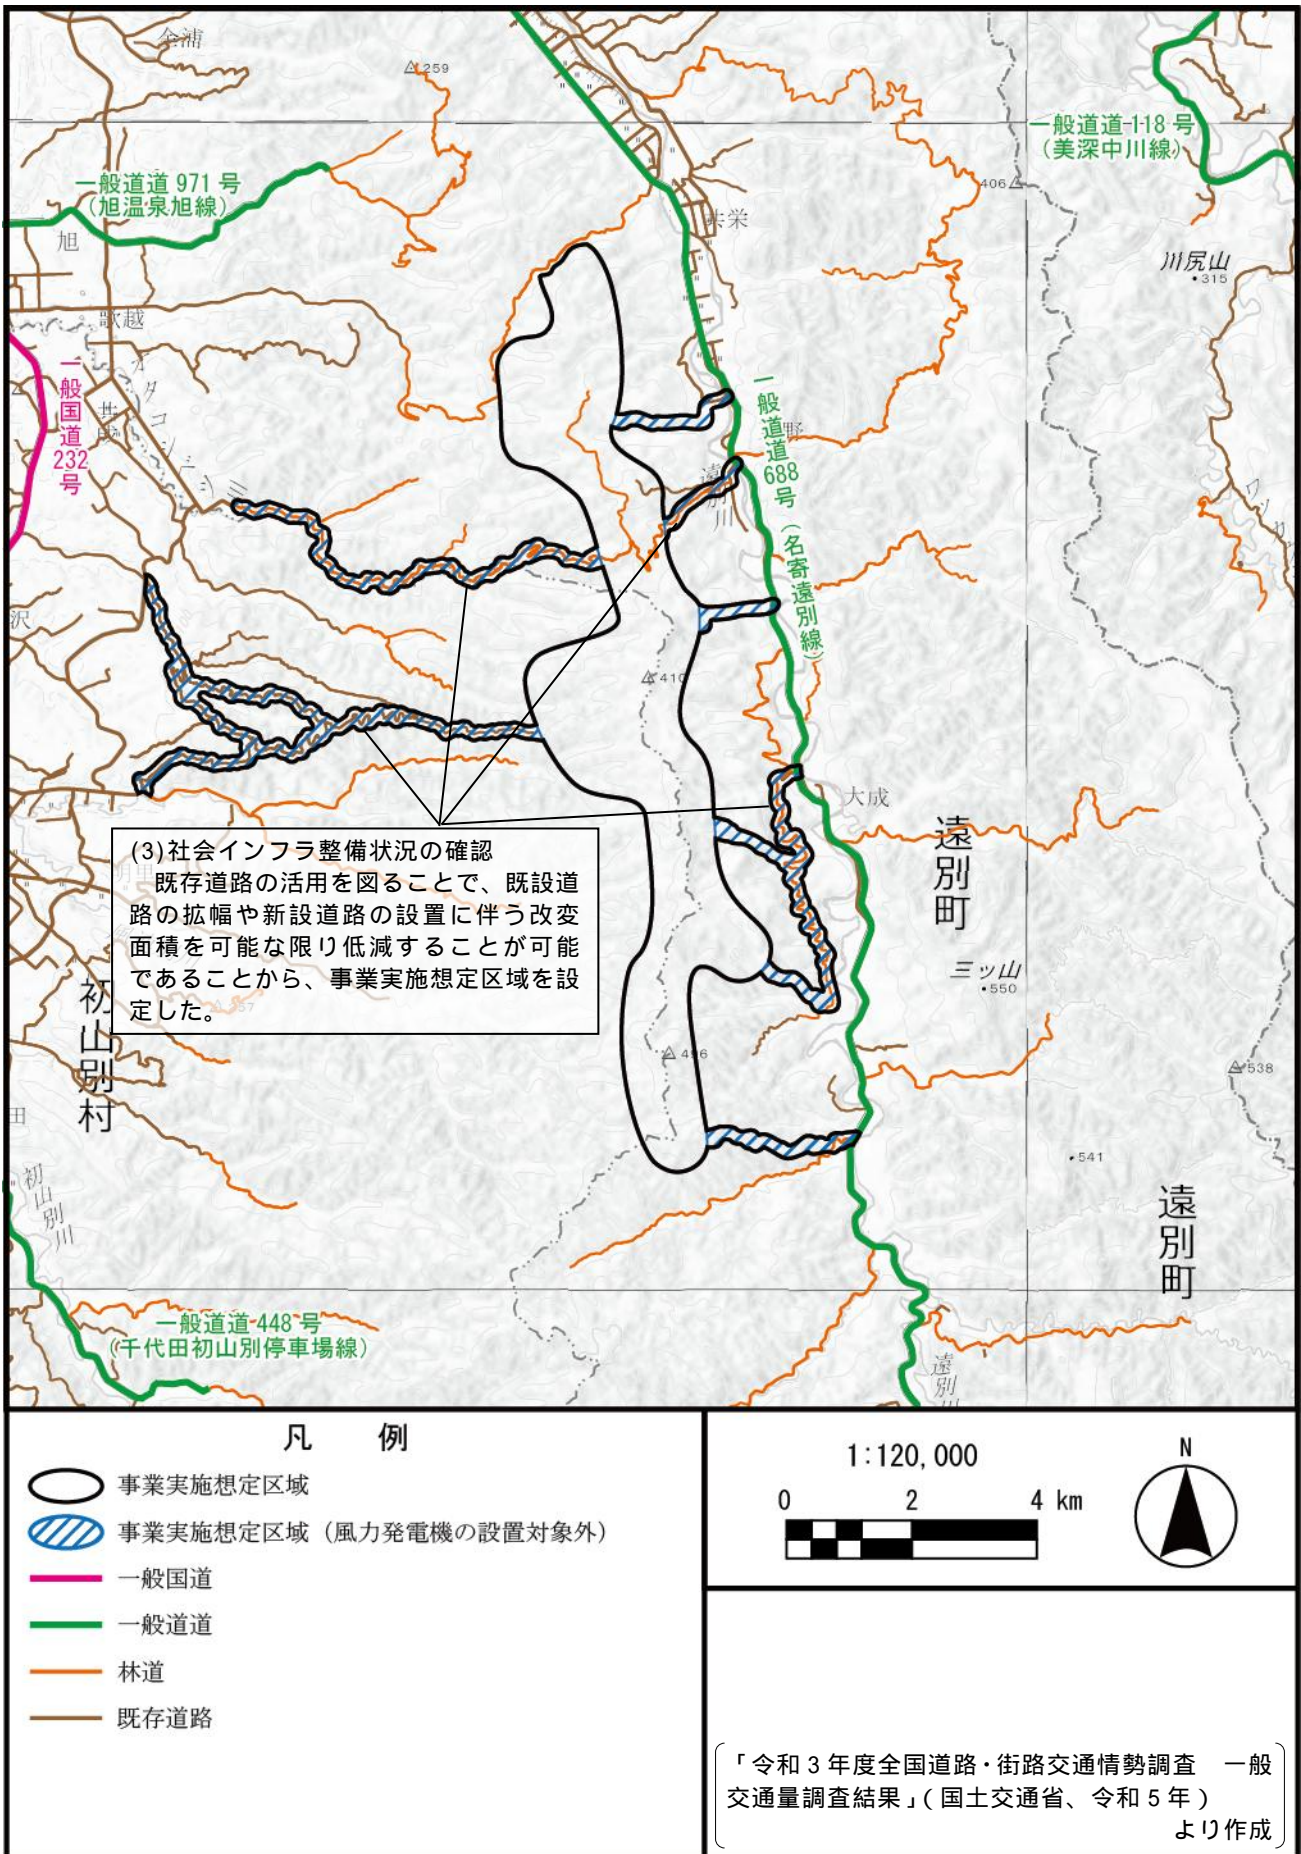 金浦
259
一般道道 118 号
(美深中川線)
406
一般道道 971 号
(旭温泉旭線)
旭
共栄
川尻山
・315
歌越
一般国道232号
オタコシ
共成
一般道道688号(名寄遠別線)
野
遠別川
ワッカ
沢
410
大成
遠別町
(3)社会インフラ整備状況の確認
既存道路の活用を図ることで、既設道
路の拡幅や新設道路の設置に伴う改変
面積を可能な限り低減することが可能
であることから、事業実施想定区域を設
定した。
三ッ山
・550
初山別村
496
538
田
・541
初山別川
遠別町
一般道道 448 号
(千代田初山別停車場線)
遠別川
凡 例
事業実施想定区域
事業実施想定区域(風力発電機の設置対象外)
一般国道
一般道道
林道
既存道路
1:120,000
0 2 4 km
N
「令和 3 年度全国道路・街路交通情勢調査 一般
交通量調査結果」(国土交通省、令和 5 年)
より作成